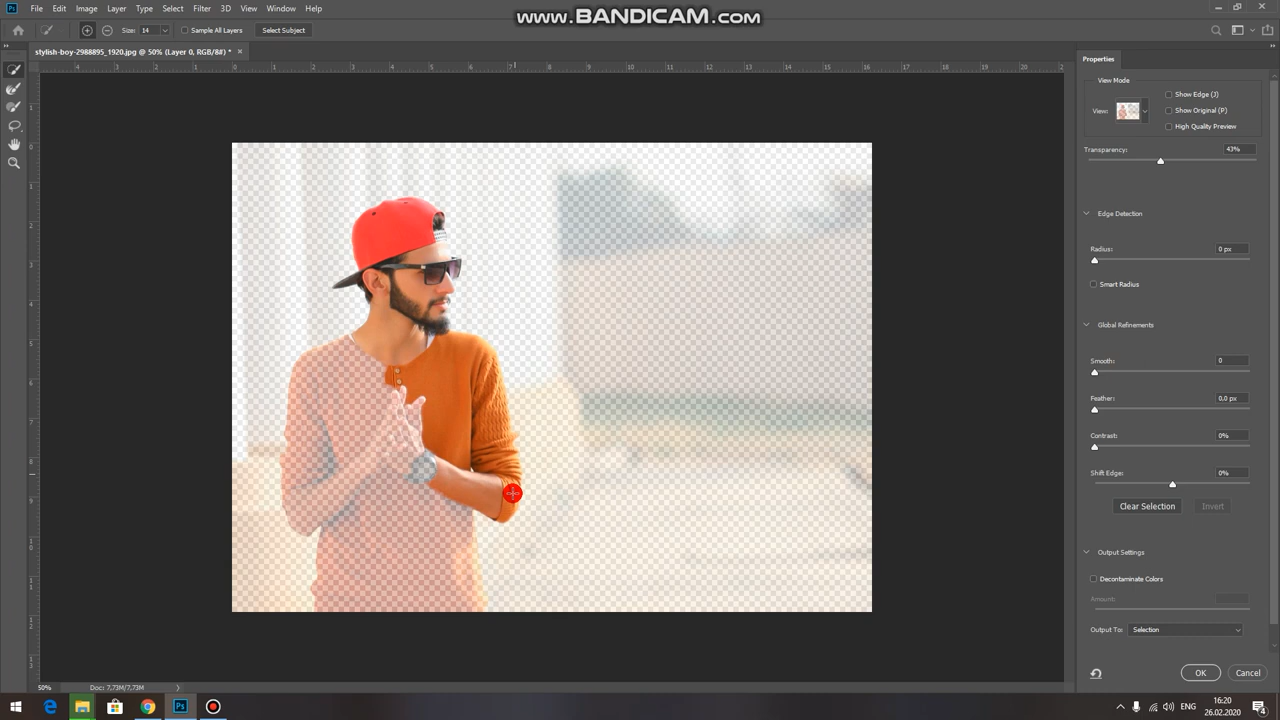 www.BANDICAM.com
Ps File Edit Image Layer Type Select Filter 3D View Window Help
Size: 14 Sample All Layers Select Subject
stylish-boy-2988895_1920.jpg @ 50% (Layer 0, RGB/8#) *
Properties
View Mode
View:
Show Edge (J)
Show Original (P)
High Quality Preview
Transparency: 43%
Edge Detection
Radius: 0 px
Smart Radius
Global Refinements
Smooth: 0
Feather: 0,0 px
Contrast: 0%
Shift Edge: 0%
Clear Selection Invert
Output Settings
Decontaminate Colors
Amount:
Output To: Selection
OK Cancel
50% Doc: 7,73M/7,73M
Ps
ENG
16:20
26.02.2020